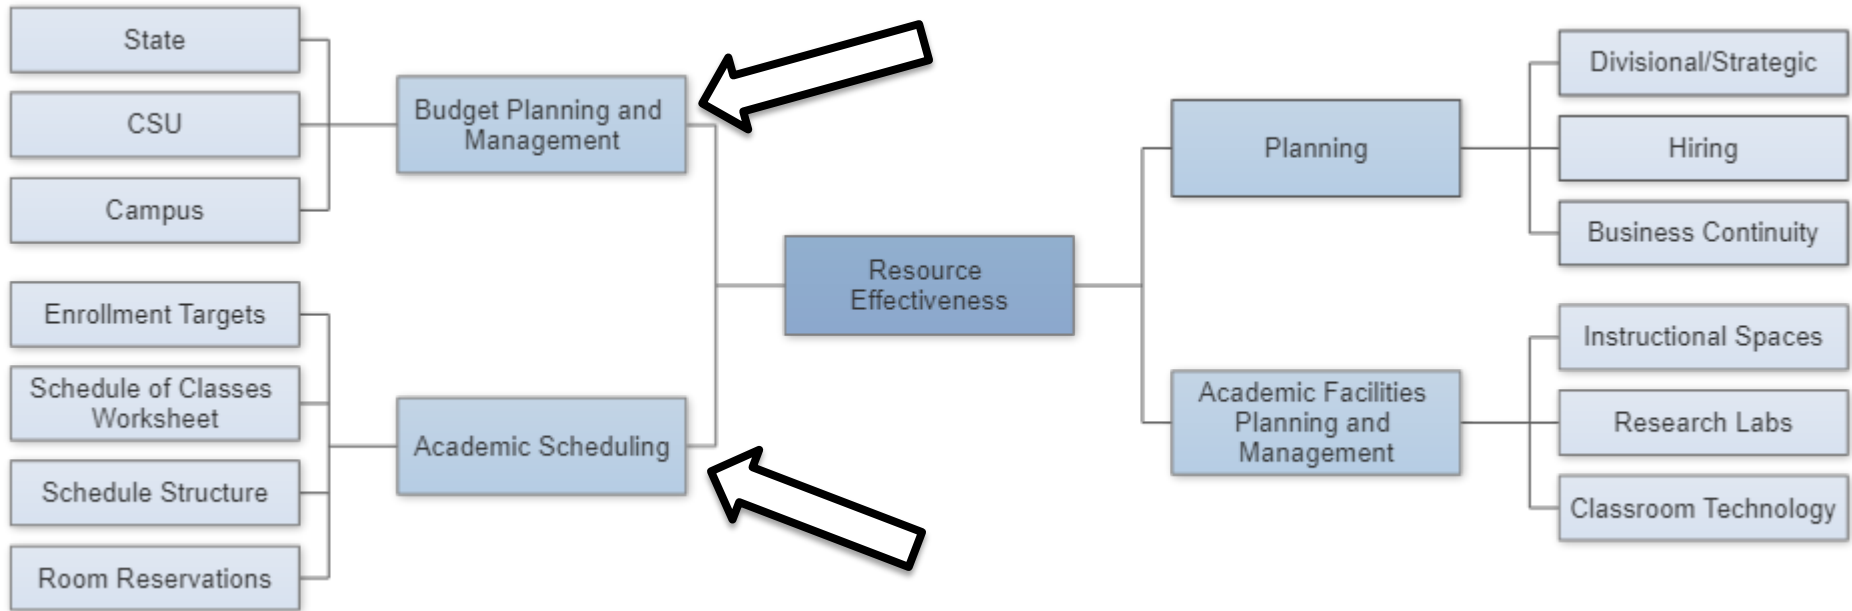 State
CSU
Campus
Budget Planning and
Management
Enrollment Targets
Schedule of Classes
Worksheet
Schedule Structure
Room Reservations
Academic Scheduling
Resource
Effectiveness
Planning
Divisional/Strategic
Hiring
Business Continuity
Academic Facilities
Planning and
Management
Instructional Spaces
Research Labs
Classroom Technology